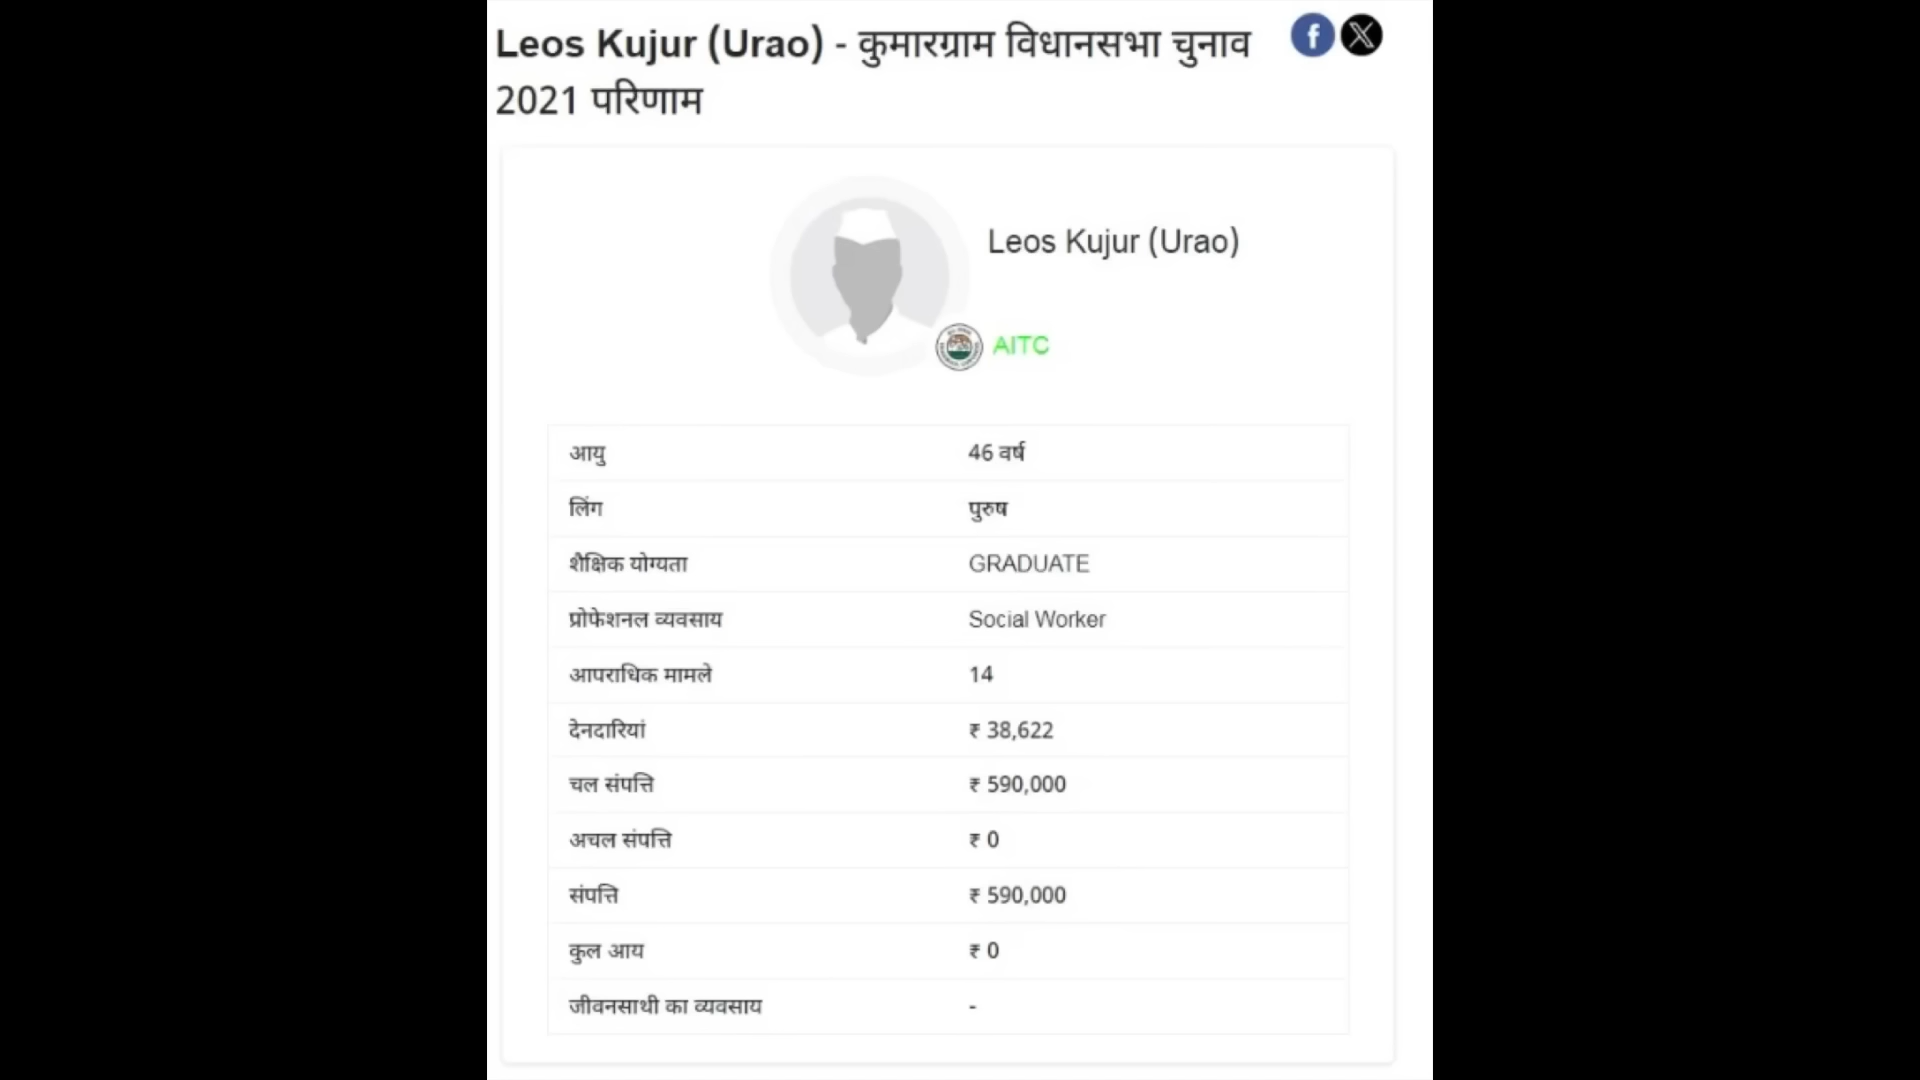 Leos Kujur (Urao) - कुमारग्राम विधानसभा चुनाव
2021 परिणाम
Leos Kujur (Urao)
AITC
आयु 46 वर्ष
लिंग पुरुष
शैक्षिक योग्यता GRADUATE
प्रोफेशनल व्यवसाय Social Worker
आपराधिक मामले 14
देनदारियां ₹ 38,622
चल संपत्ति ₹ 590,000
अचल संपत्ति ₹ 0
संपत्ति ₹ 590,000
कुल आय ₹ 0
जीवनसाथी का व्यवसाय -